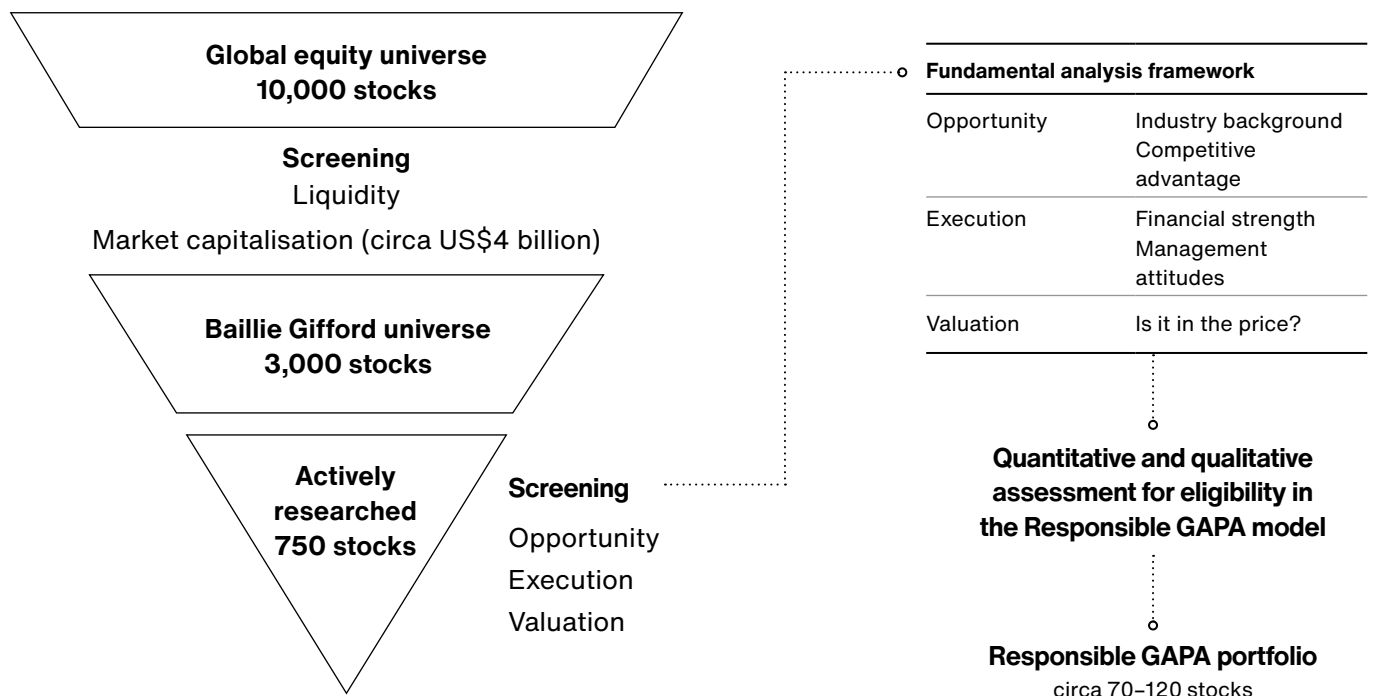 Global equity universe
10,000 stocks
Screening
Liquidity
Market capitalisation (circa US$4 billion)
Baillie Gifford universe
3,000 stocks
Actively
researched
750 stocks
Screening
Opportunity
Execution
Valuation
Fundamental analysis framework
Opportunity Industry background
Competitive
advantage
Execution Financial strength
Management
attitudes
Valuation Is it in the price?
Quantitative and qualitative
assessment for eligibility in
the Responsible GAPA model
Responsible GAPA portfolio
circa 70–120 stocks